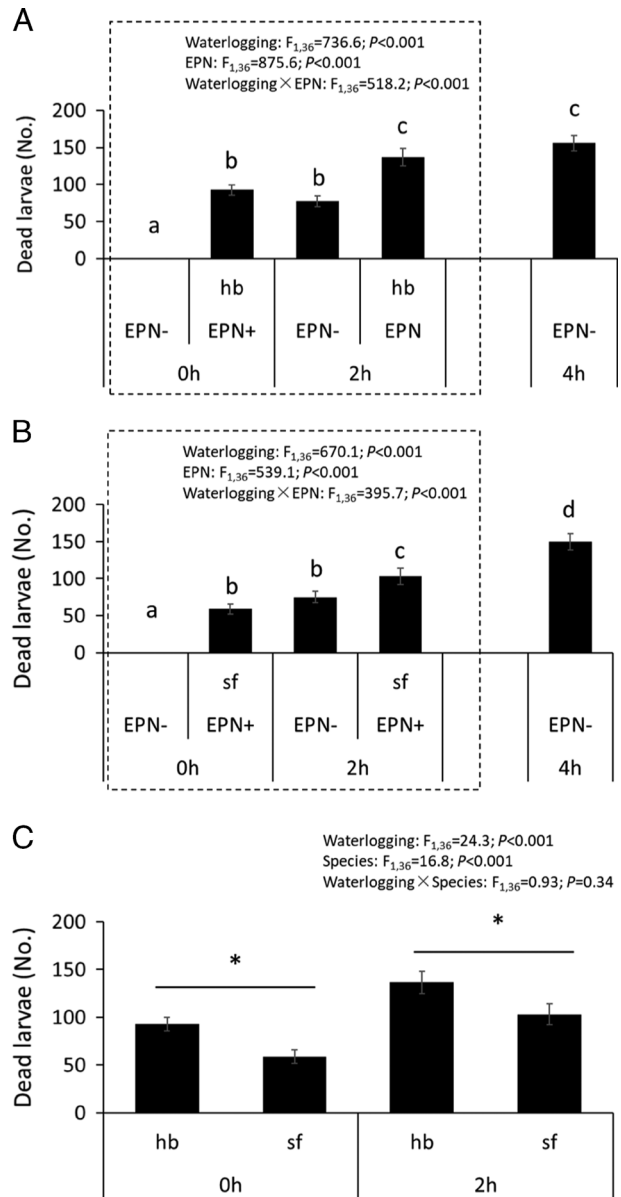 A
Waterlogging: F1,36=736.6; P<0.001
EPN: F1,36=875.6; P<0.001
Waterlogging×EPN: F1,36=518.2; P<0.001
Dead larvae (No.)
200
150
100
50
0
a
b
b
c
c
hb
hb
EPN-
EPN+
EPN-
EPN
EPN-
0h
2h
4h
B
Waterlogging: F1,36=670.1; P<0.001
EPN: F1,36=539.1; P<0.001
Waterlogging×EPN: F1,36=395.7; P<0.001
Dead larvae (No.)
200
150
100
50
0
a
b
b
c
d
sf
sf
EPN-
EPN+
EPN-
EPN+
EPN-
0h
2h
4h
C
Waterlogging: F1,36=24.3; P<0.001
Species: F1,36=16.8; P<0.001
Waterlogging×Species: F1,36=0.93; P=0.34
Dead larvae (No.)
200
150
100
50
0
*
*
hb
sf
hb
sf
0h
2h